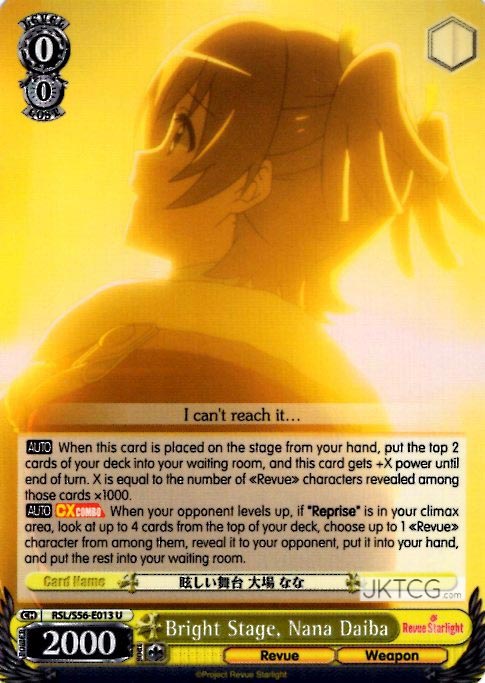 LEVEL
0
0
COST
I can't reach it…
AUTO When this card is placed on the stage from your hand, put the top 2
cards of your deck into your waiting room, and this card gets +X power until
end of turn. X is equal to the number of «Revue» characters revealed among
those cards ×1000.
AUTO CXCOMBO When your opponent levels up, if "Reprise" is in your climax
area, look at up to 4 cards from the top of your deck, choose up to 1 «Revue»
character from among them, reveal it to your opponent, put it into your hand,
and put the rest into your waiting room.
Card Name 眩しい舞台 大場 なな
JKTCG.com
CH RSL/S56-E013 U
POWER 2000 SOUL Bright Stage, Nana Daiba Revue Starlight
Revue Weapon
©Project Revue Starlight